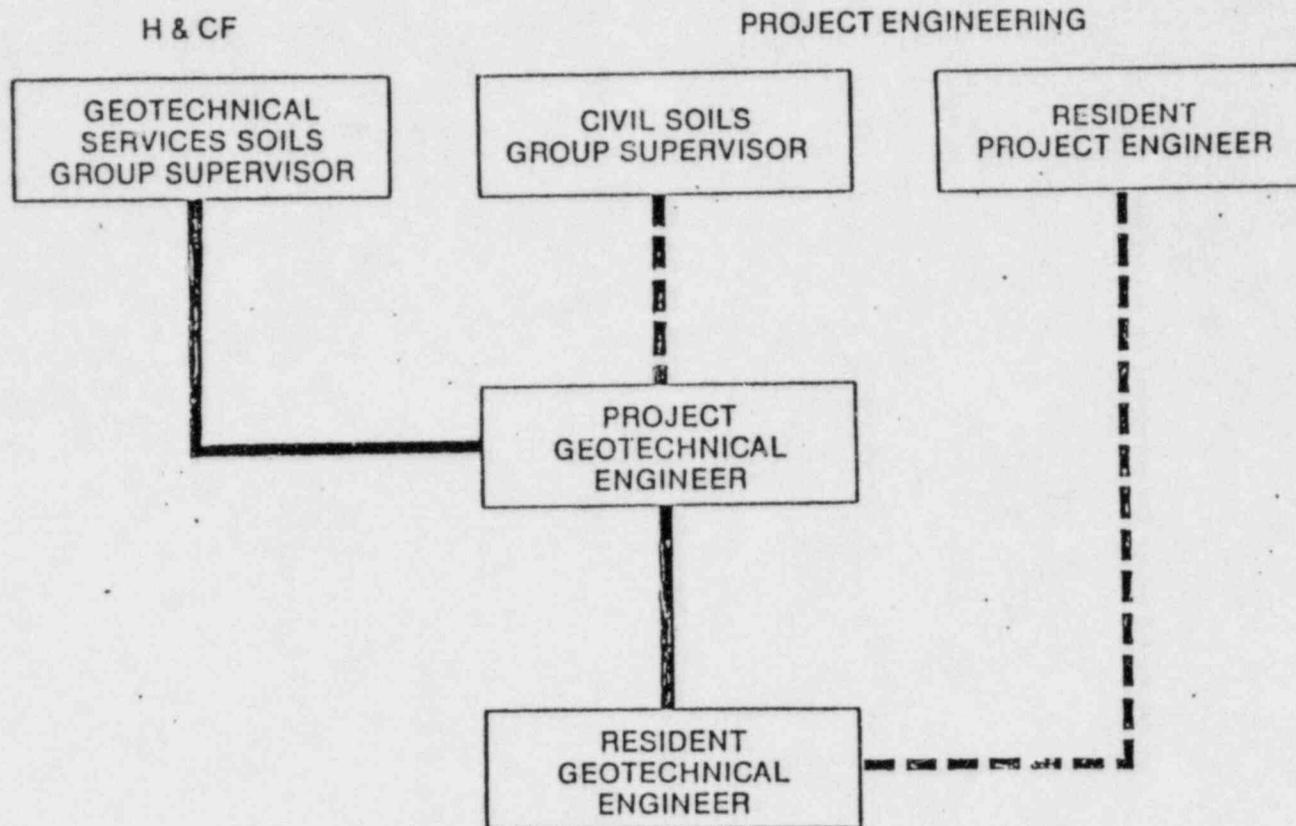 H & CF
PROJECT ENGINEERING
GEOTECHNICAL
SERVICES SOILS
GROUP SUPERVISOR
CIVIL SOILS
GROUP SUPERVISOR
RESIDENT
PROJECT ENGINEER
PROJECT
GEOTECHNICAL
ENGINEER
RESIDENT
GEOTECHNICAL
ENGINEER